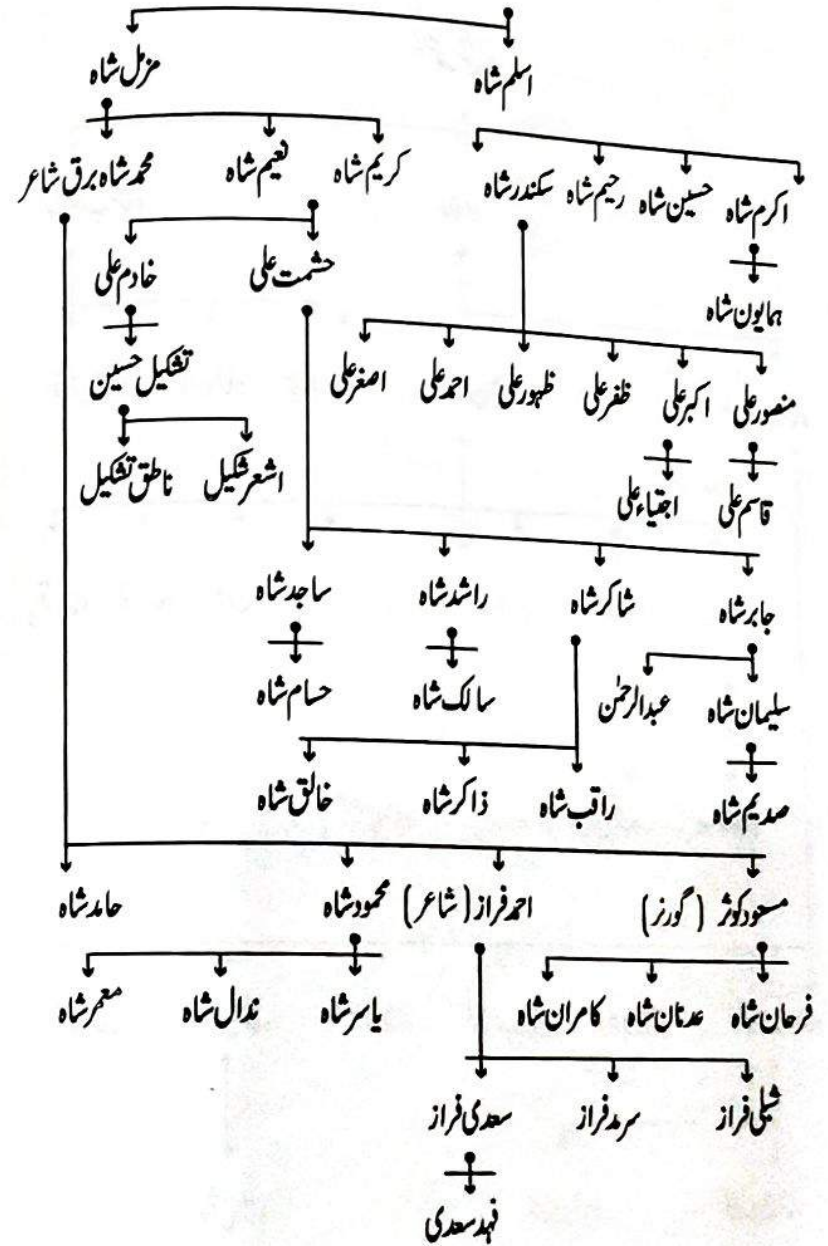 اسلم شاہ مزمل شاہ
کریم شاہ نعیم شاہ محمد شاہ برق شاعر
اکرم شاہ حسین شاہ رحیم شاہ سکندر شاہ
حشمت علی خادم علی
ہمایون شاہ
تشکیل حسین
منصور علی اکبر علی ظفر علی ظہور علی احمد علی اصغر علی
اشعر شکیل ناطق تشکیل
قاسم علی
جابر شاہ شاکر شاہ راشد شاہ ساجد شاہ
سلیمان شاہ عبدالرحمٰن سالک شاہ حسام شاہ
صدیم شاہ راقب شاہ ذاکر شاہ خالق شاہ
مسعود کوثر (گورنر) احمد فراز (شاعر) محمود شاہ حامد شاہ
فرحان شاہ عدنان شاہ کامران شاہ یاسر شاہ ندال شاہ معمر شاہ
شبلی فراز سرمد فراز سعدی فراز
فہد سعدی